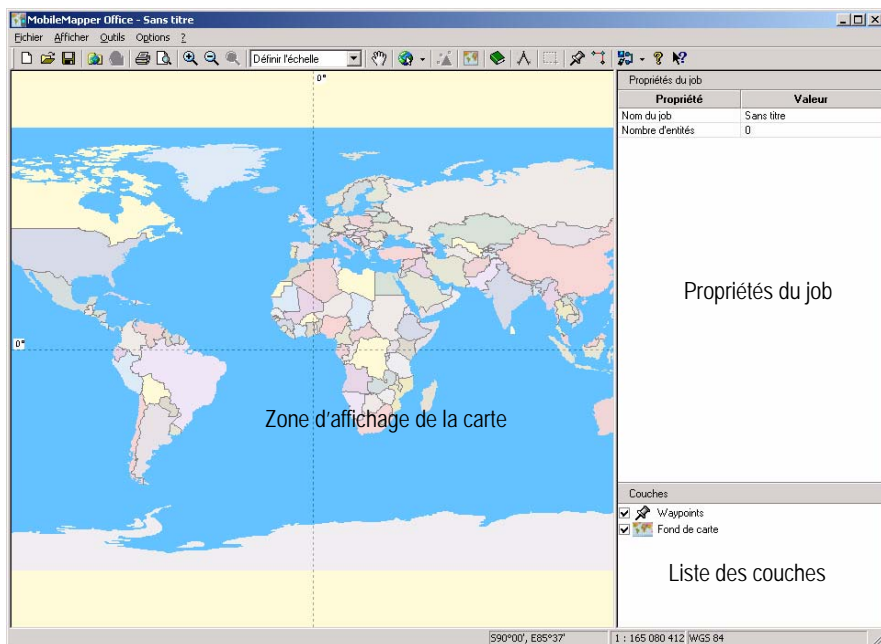 MobileMapper Office - Sans titre
Fichier Afficher Outils Options ?
Définir l'échelle
Propriétés du job
Propriété Valeur
Nom du job Sans titre
Nombre d'entités 0
0°
0°
Propriétés du job
Zone d'affichage de la carte
Couches
Waypoints
Fond de carte
Liste des couches
S90°00', E85°37' 1 : 165 080 412 WGS 84